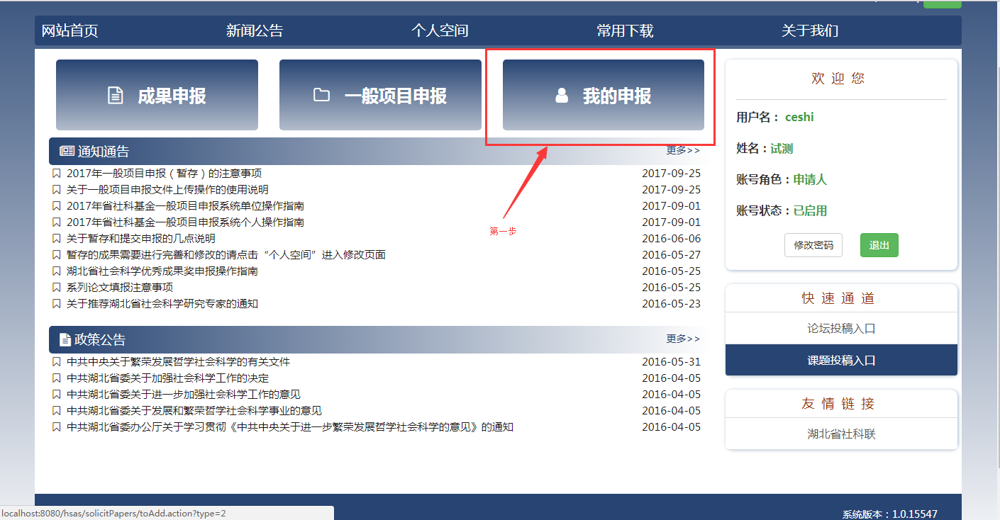 网站首页 新闻公告 个人空间 常用下载 关于我们
成果申报 一般项目申报 我的申报
通知通告 更多>>
2017年一般项目申报（暂存）的注意事项 2017-09-25
关于一般项目申报文件上传操作的使用说明 2017-09-25
2017年省社科基金一般项目申报系统单位操作指南 2017-09-01
2017年省社科基金一般项目申报系统个人操作指南 2017-09-01
关于暂存和提交申报的几点说明 2016-06-06
暂存的成果需要进行完善和修改的请点击“个人空间”进入修改页面 2016-05-27
湖北省社会科学优秀成果奖申报操作指南 2016-05-25
系列论文填报注意事项 2016-05-25
关于推荐湖北省社会科学研究专家的通知 2016-05-23
第一步
政策公告 更多>>
中共中央关于繁荣发展哲学社会科学的有关文件 2016-05-31
中共湖北省委关于加强社会科学工作的决定 2016-04-05
中共湖北省委关于进一步加强社会科学工作的意见 2016-04-05
中共湖北省委关于发展和繁荣哲学社会科学事业的意见 2016-04-05
中共湖北省委办公厅关于学习贯彻《中共中央关于进一步繁荣发展哲学社会科学的意见》的通知 2016-04-05
欢迎您
用户名： ceshi
姓名：试测
账号角色：申请人
账号状态：已启用
修改密码 退出
快速通道
论坛投稿入口
课题投稿入口
友情链接
湖北省社科联
localhost:8080/hsas/solicitPapers/toAdd.action?type=2
系统版本：1.0.15547